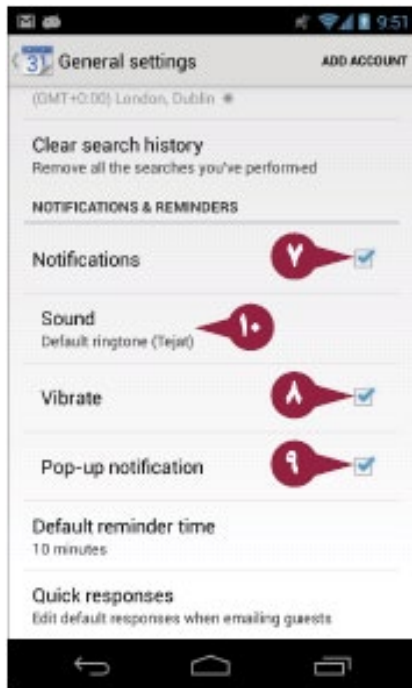 9:51
31 General settings ADD ACCOUNT
(GMT+0:00) London, Dublin
Clear search history
Remove all the searches you've performed
NOTIFICATIONS & REMINDERS
Notifications ٧
Sound ١٠
Default ringtone (Tejat)
Vibrate ٨
Pop-up notification ٩
Default reminder time
10 minutes
Quick responses
Edit default responses when emailing guests